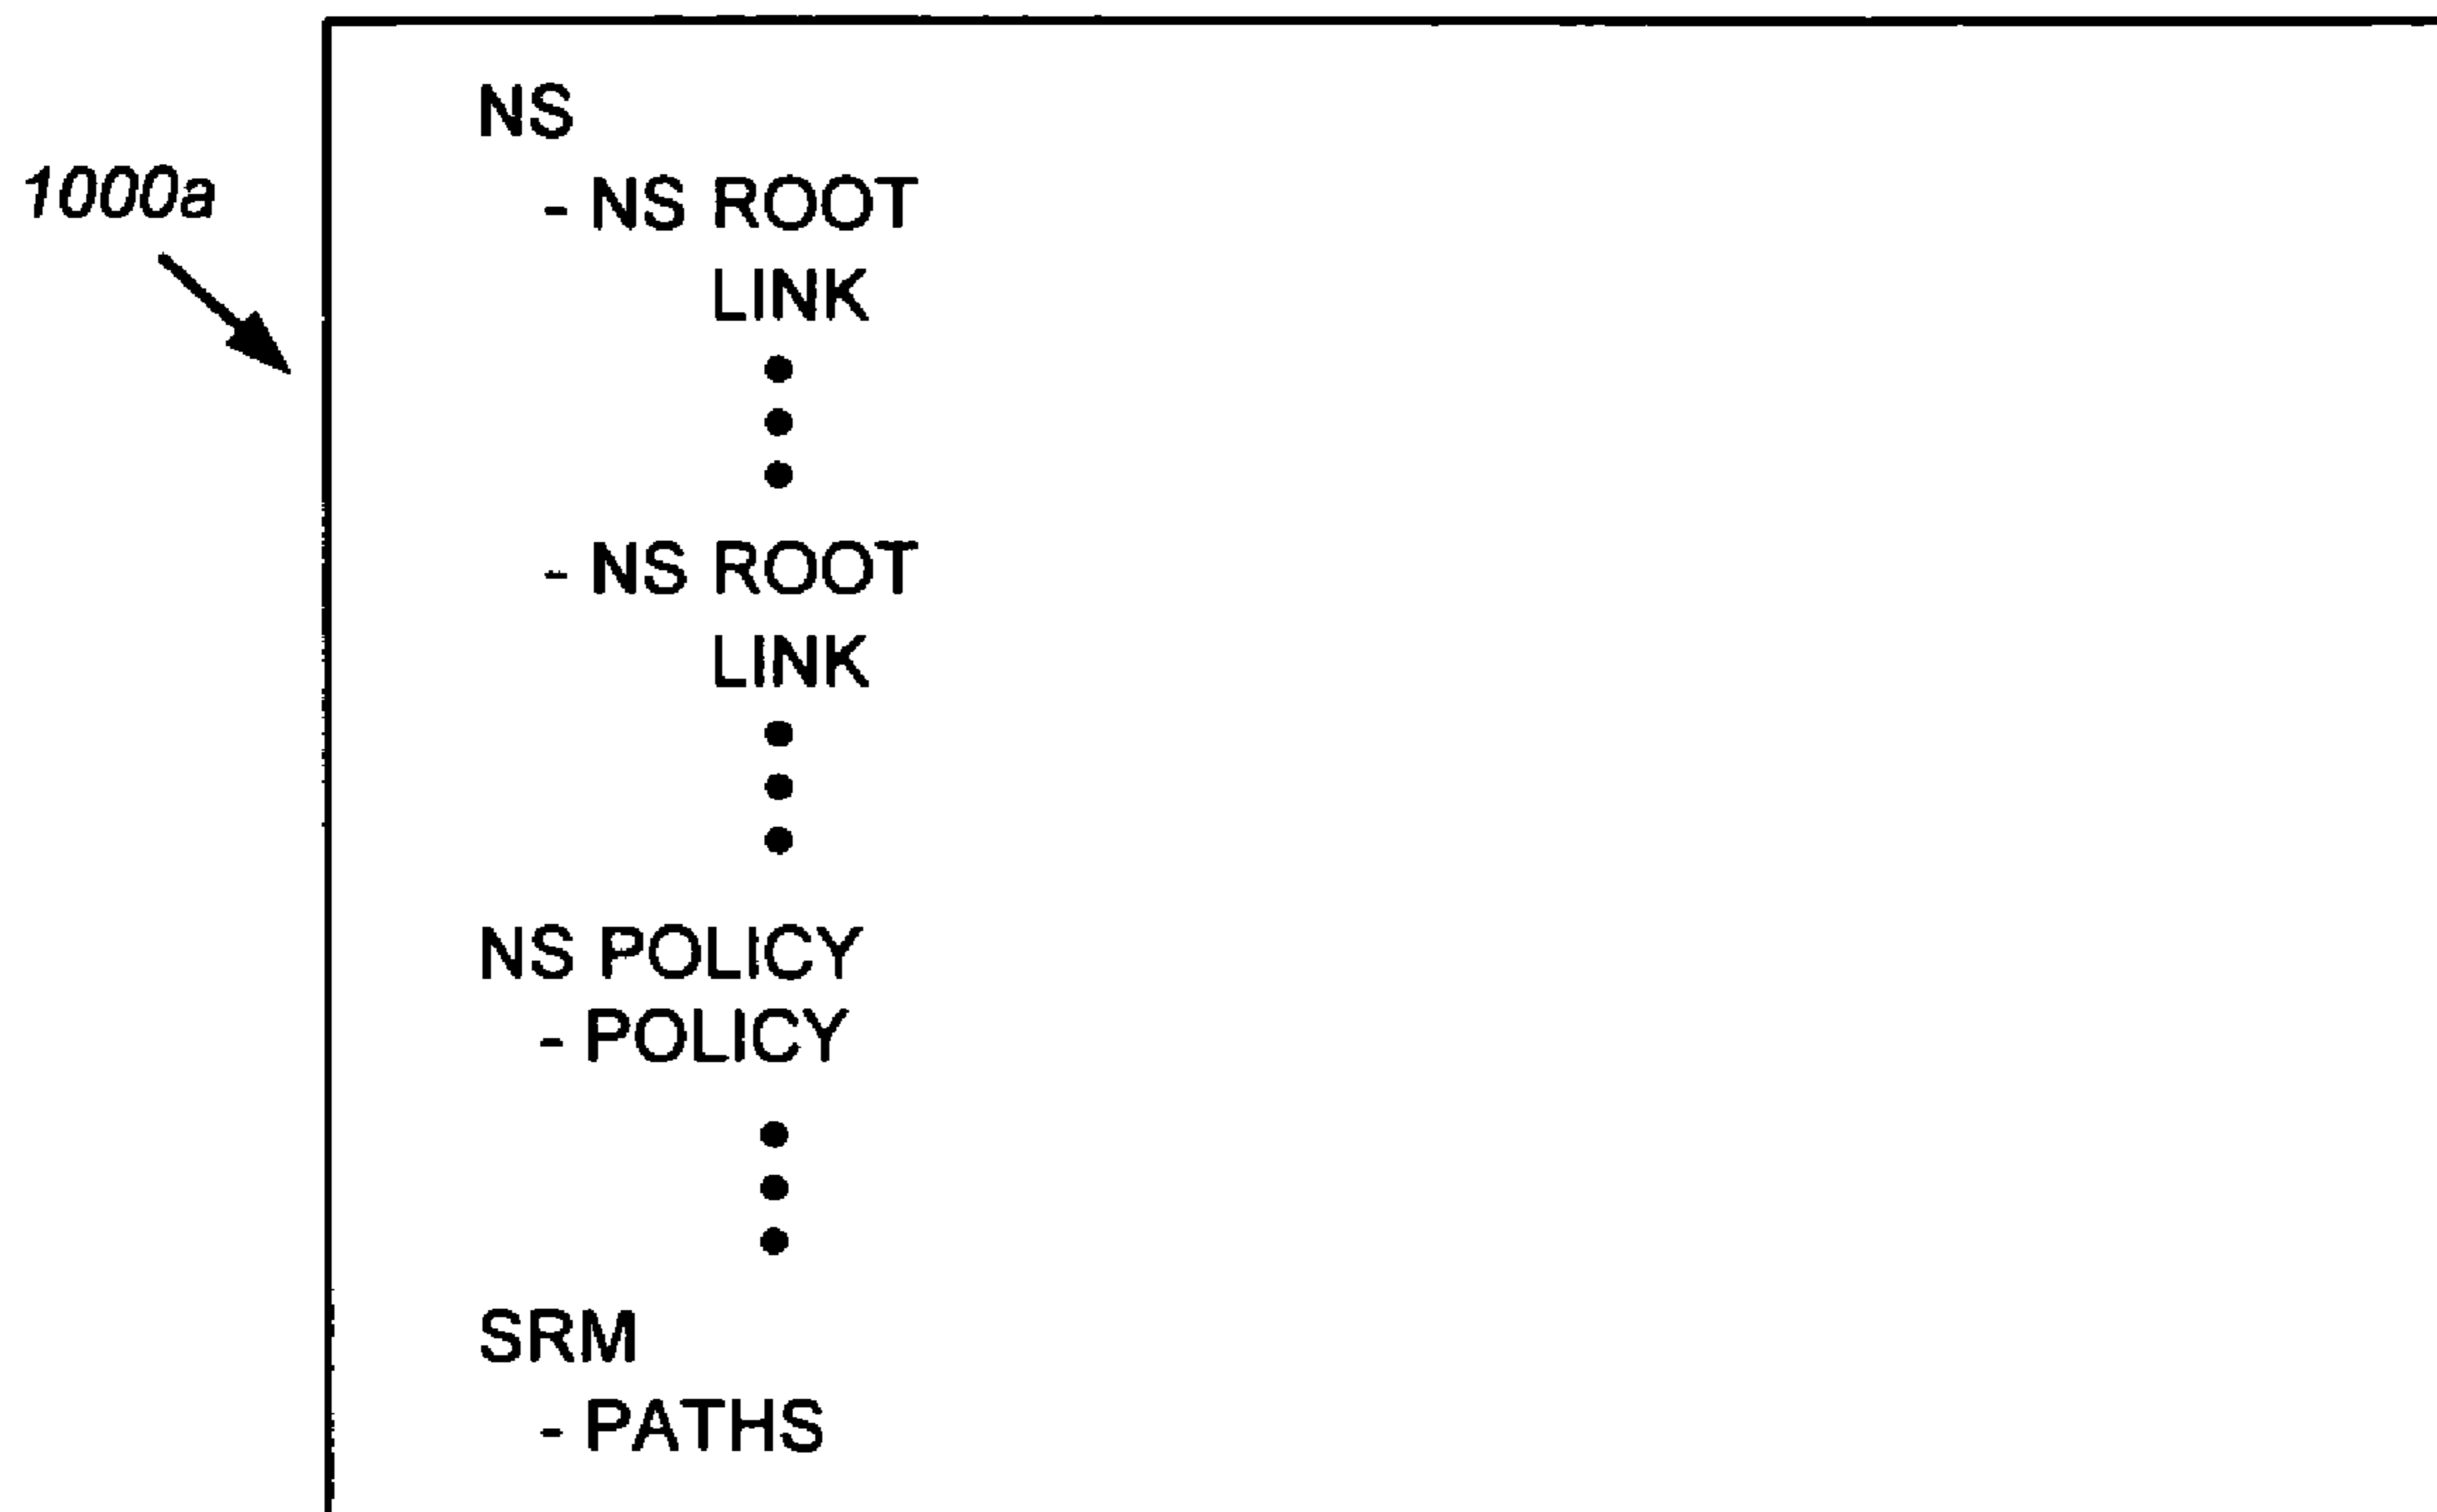 NS
1000a
- NS ROOT
LINK
- NS ROOT
LINK
NS POLICY
- POLICY
SRM
- PATHS